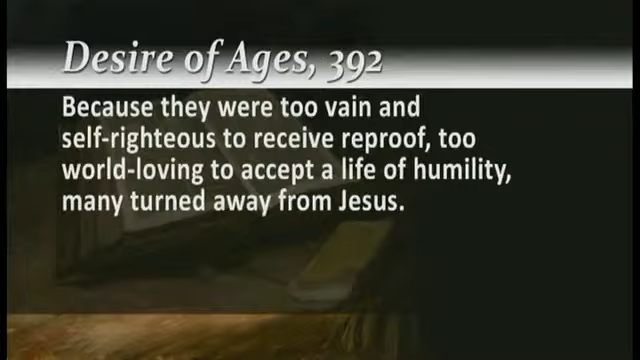 Desire of Ages, 392
Because they were too vain and
self-righteous to receive reproof, too
world-loving to accept a life of humility,
many turned away from Jesus.